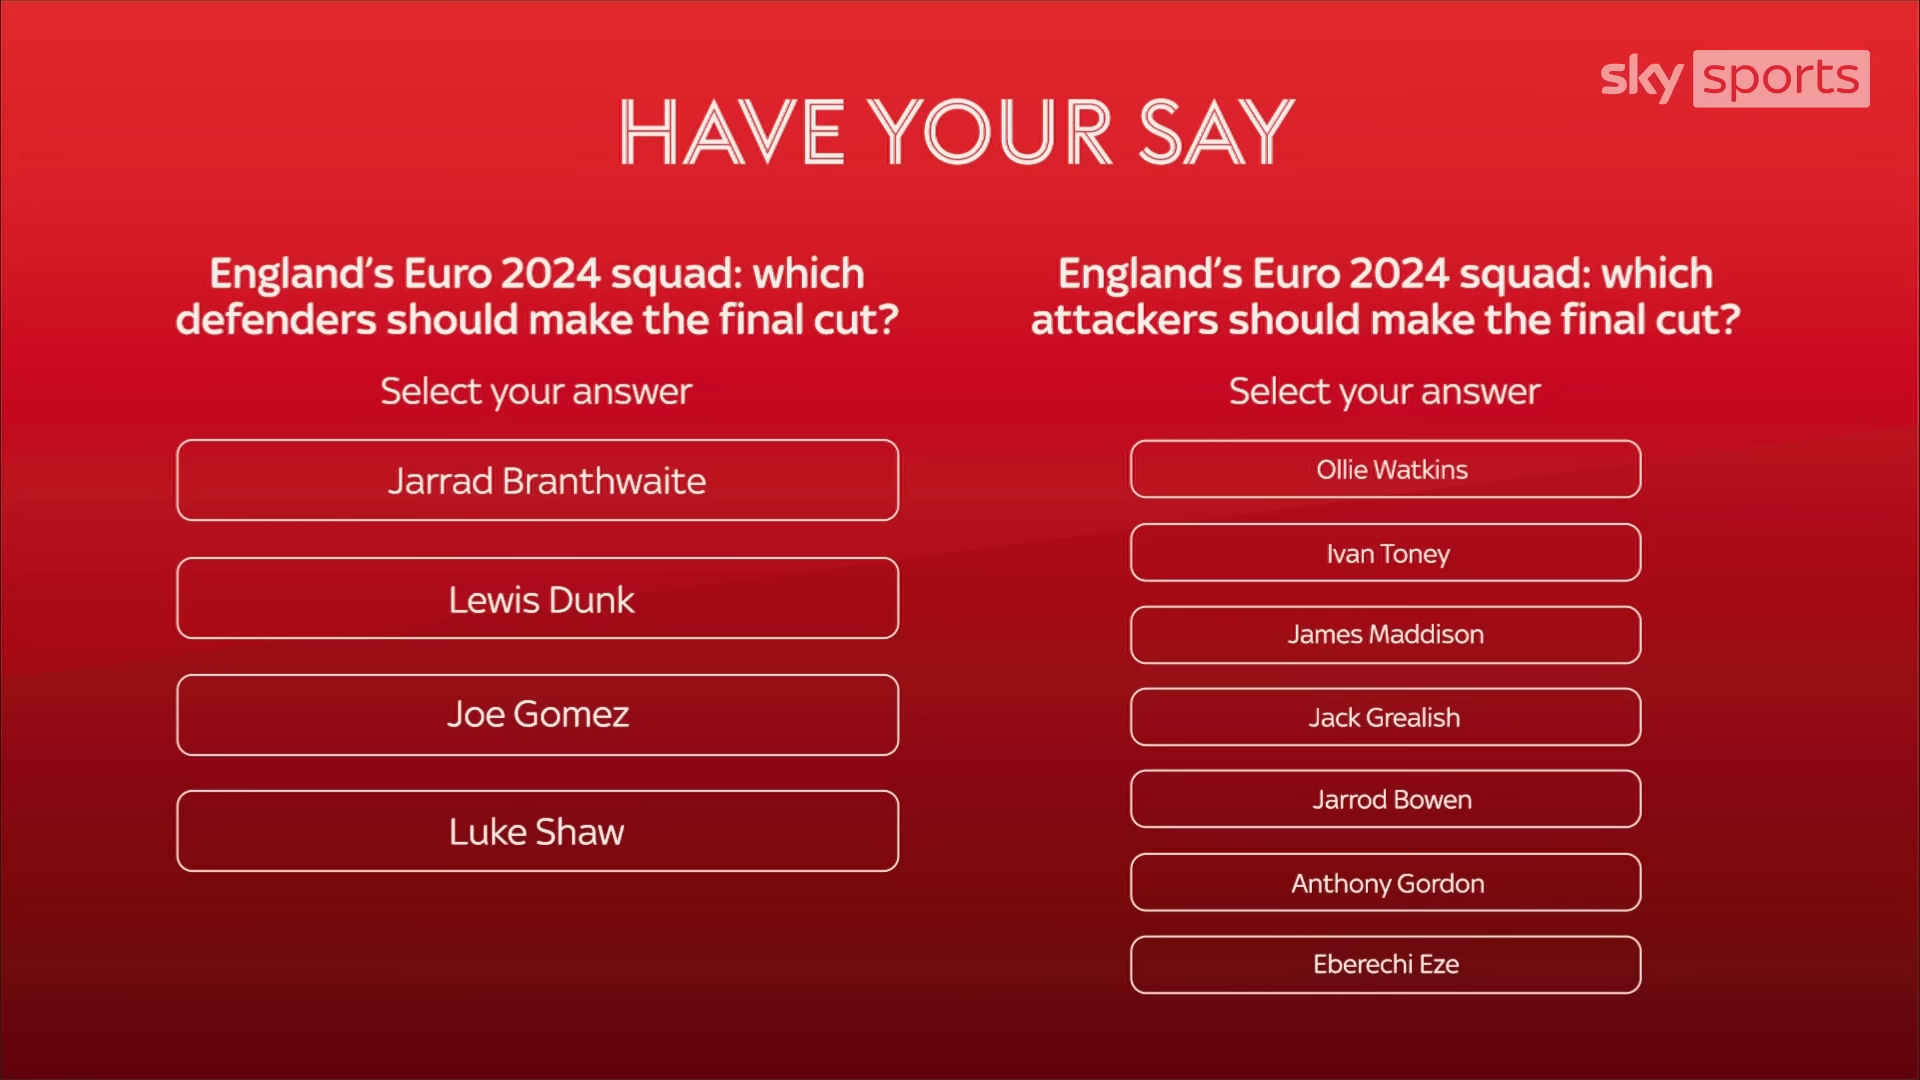 sky sports
HAVE YOUR SAY
England's Euro 2024 squad: which
defenders should make the final cut?
Select your answer
Jarrad Branthwaite
Lewis Dunk
Joe Gomez
Luke Shaw
England's Euro 2024 squad: which
attackers should make the final cut?
Select your answer
Ollie Watkins
Ivan Toney
James Maddison
Jack Grealish
Jarrod Bowen
Anthony Gordon
Eberechi Eze